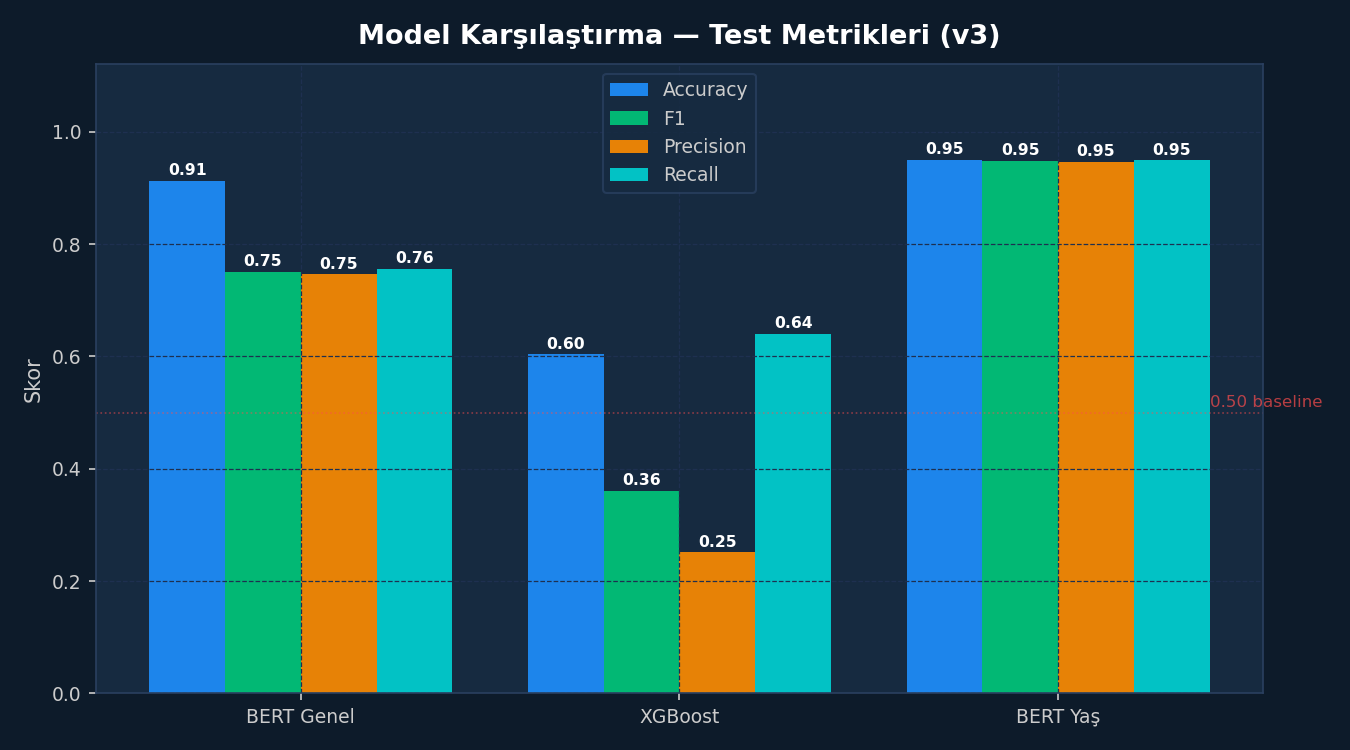 Model Karşılaştırma — Test Metrikleri (v3)
Accuracy
F1
Precision
Recall
Skor
1.0
0.8
0.6
0.4
0.2
0.0
0.91
0.75
0.75
0.76
0.60
0.36
0.25
0.64
0.95
0.95
0.95
0.95
0.50 baseline
BERT Genel
XGBoost
BERT Yaş